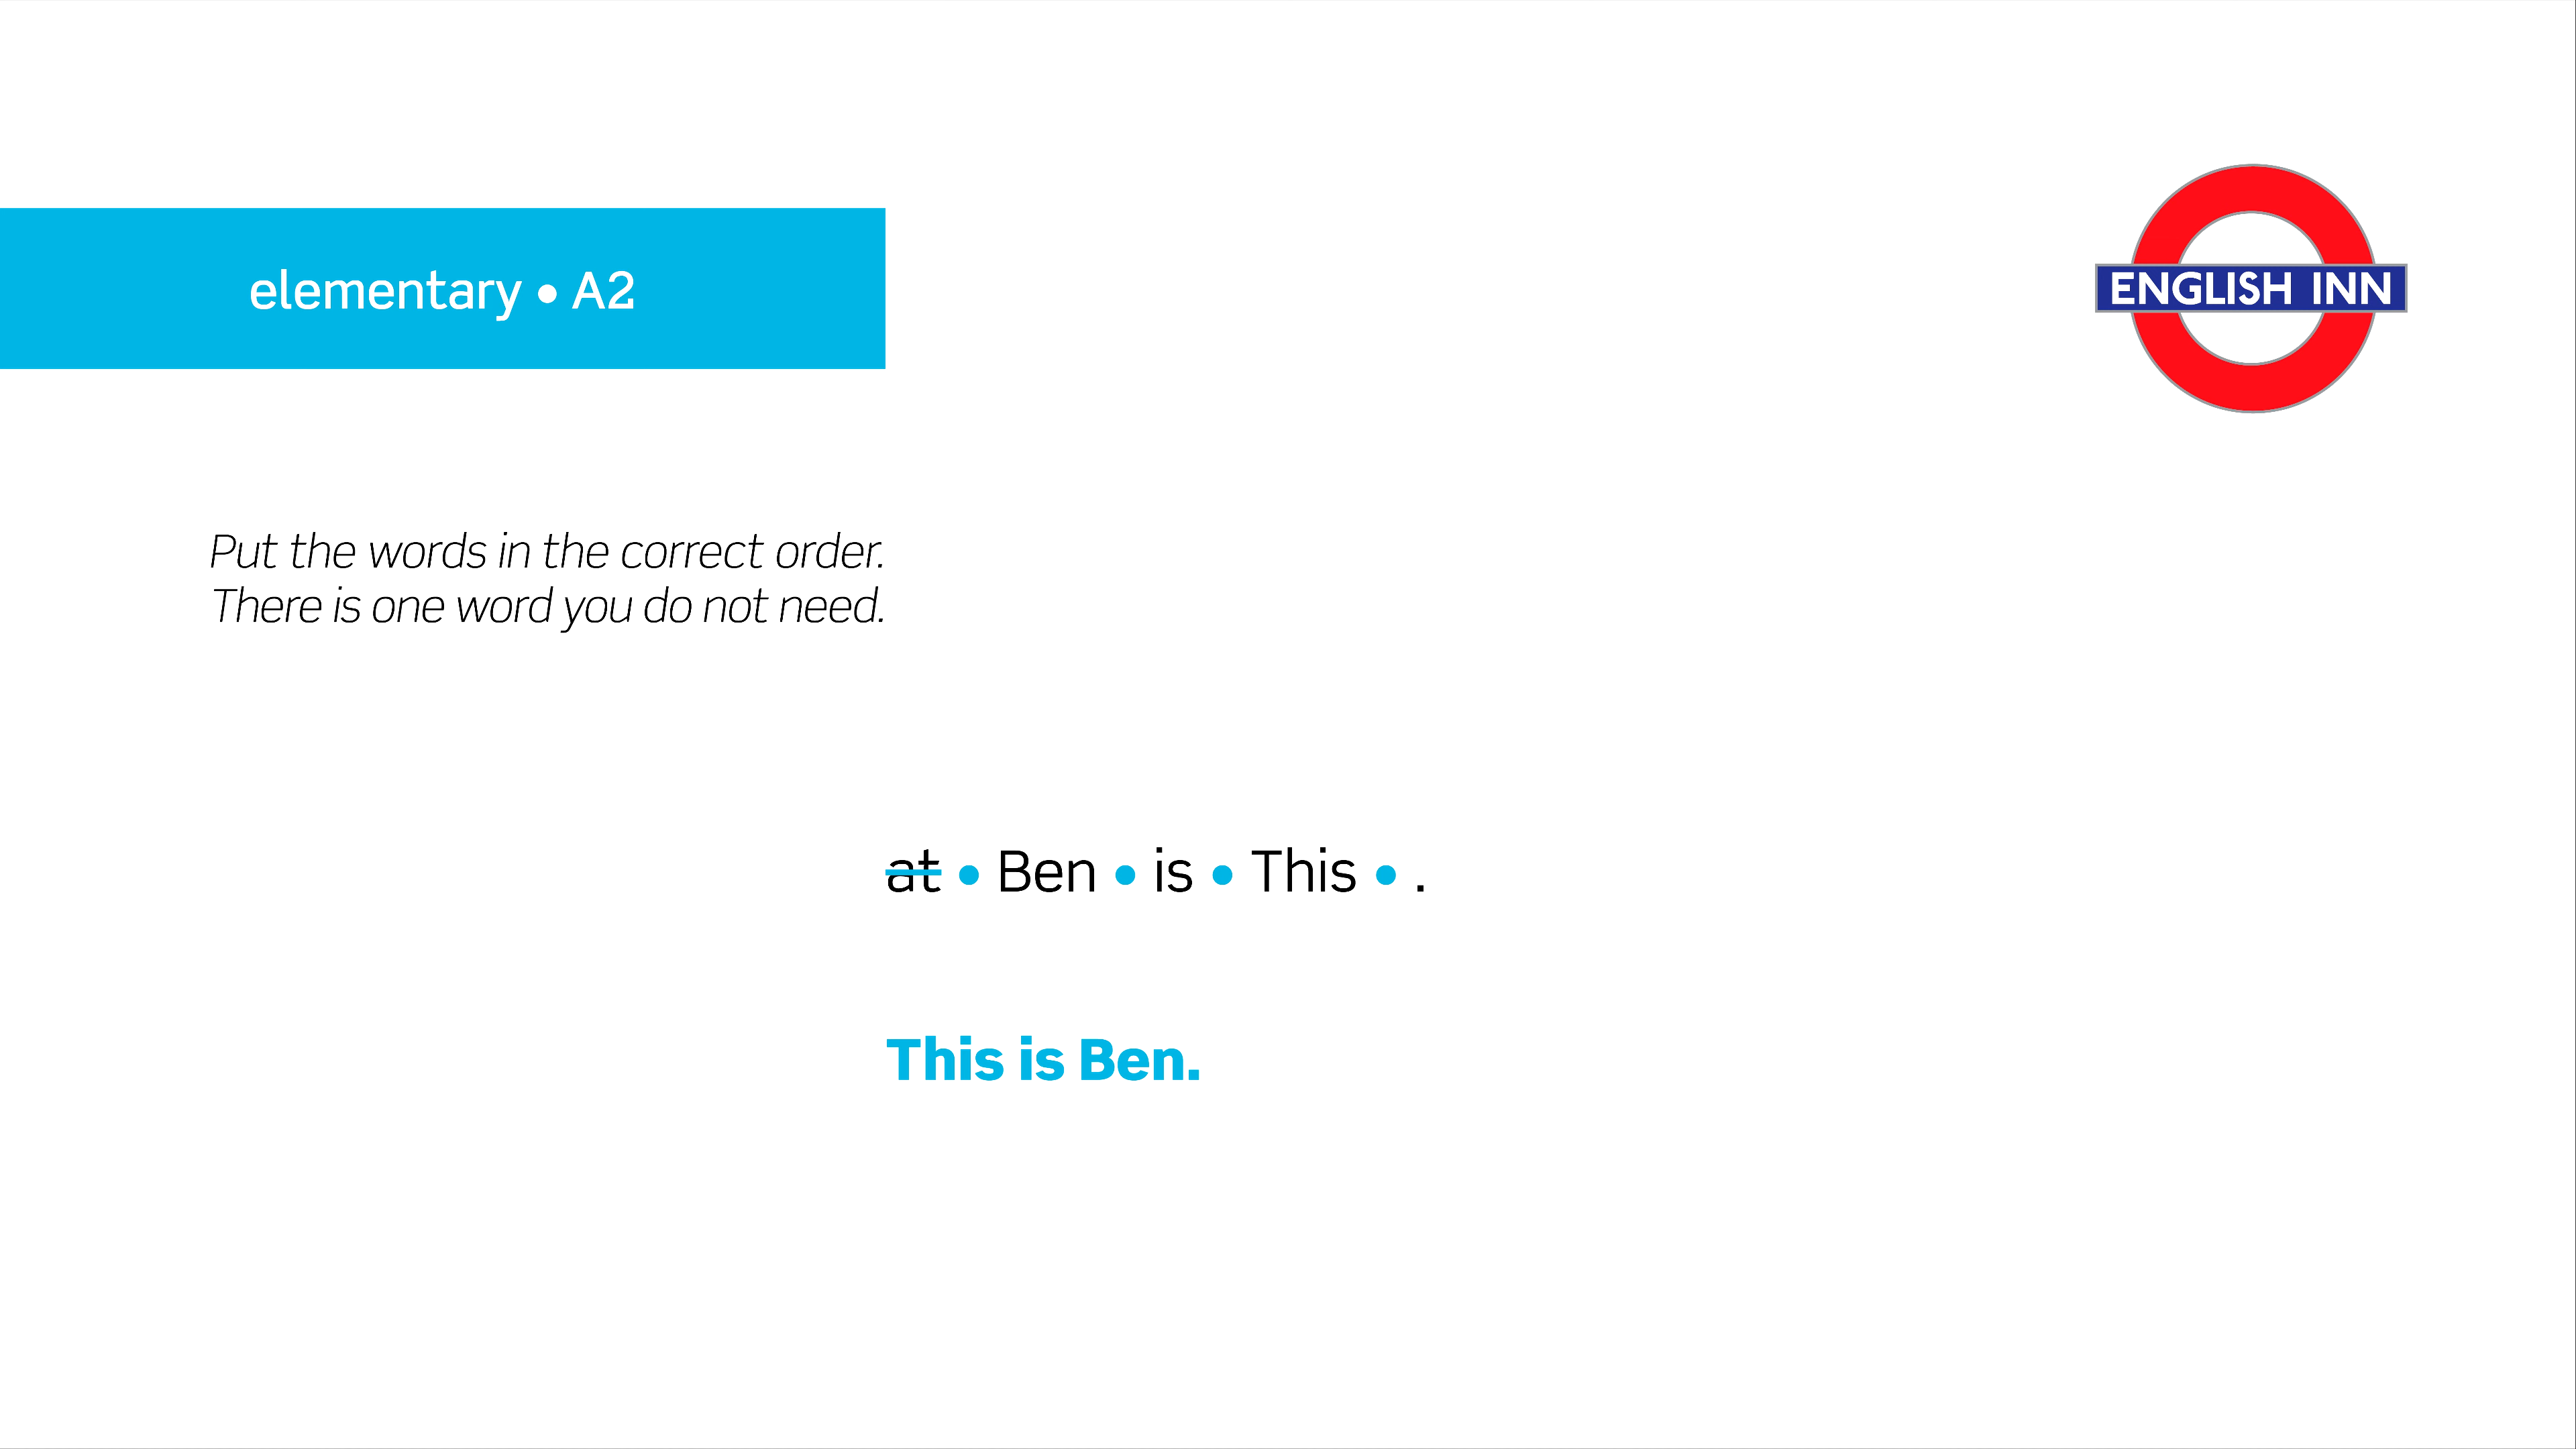 elementary • A2
ENGLISH INN
Put the words in the correct order.
There is one word you do not need.
at • Ben • is • This • .
This is Ben.